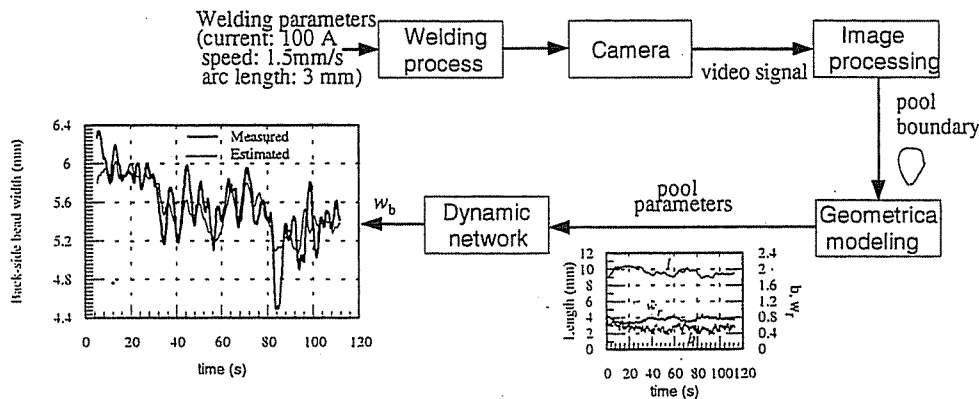 Welding parameters
(current: 100 A
speed: 1.5mm/s
arc length: 3 mm)
Welding
process
Camera
video signal
Image
processing
pool
boundary
Geometrica
modeling
pool
parameters
Dynamic
network
w_b
Back-side bead width (mm)
6.4
6
5.6
5.2
4.8
4.4
Measured
Estimated
0 20 40 60 80 100 120
time (s)
Length (mm)
12
10
8
6
4
2
0
l
w_r
b
2.4
2
1.6
1.2
0.8
0.4
0
b, w_r
0 20 40 60 80 100120
time (s)